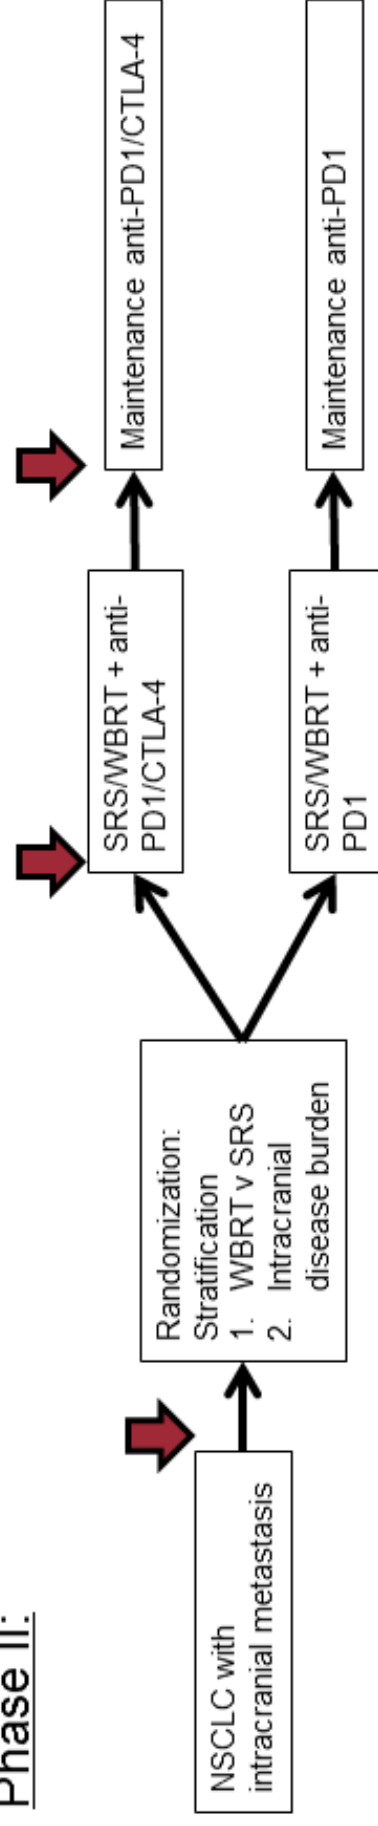 Phase II:
NSCLC with
intracranial metastasis
Randomization:
Stratification
1. WBRT v SRS
2. Intracranial
disease burden
SRS/WBRT + anti-
PD1/CTLA-4
Maintenance anti-PD1/CTLA-4
SRS/WBRT + anti-
PD1
Maintenance anti-PD1